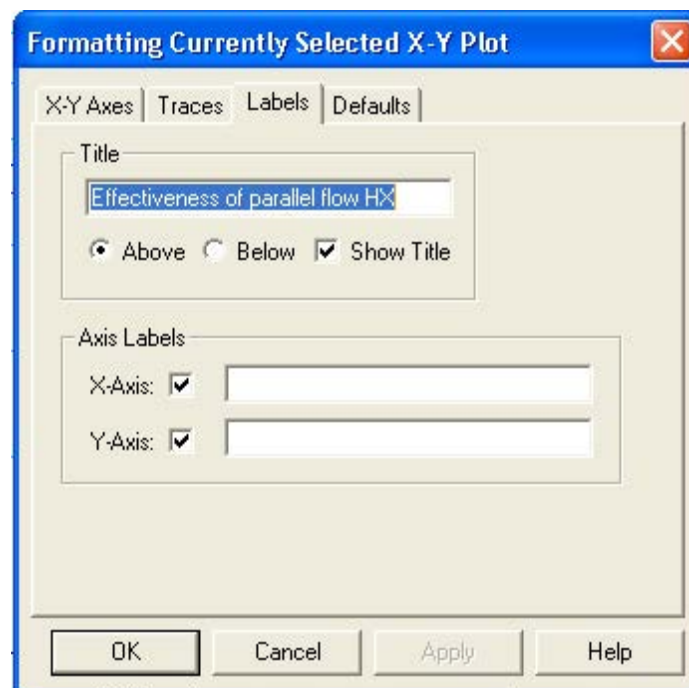 Formatting Currently Selected X-Y Plot
X-Y Axes Traces Labels Defaults
Title
Effectiveness of parallel flow HX
Above Below Show Title
Axis Labels
X-Axis:
Y-Axis:
OK Cancel Apply Help